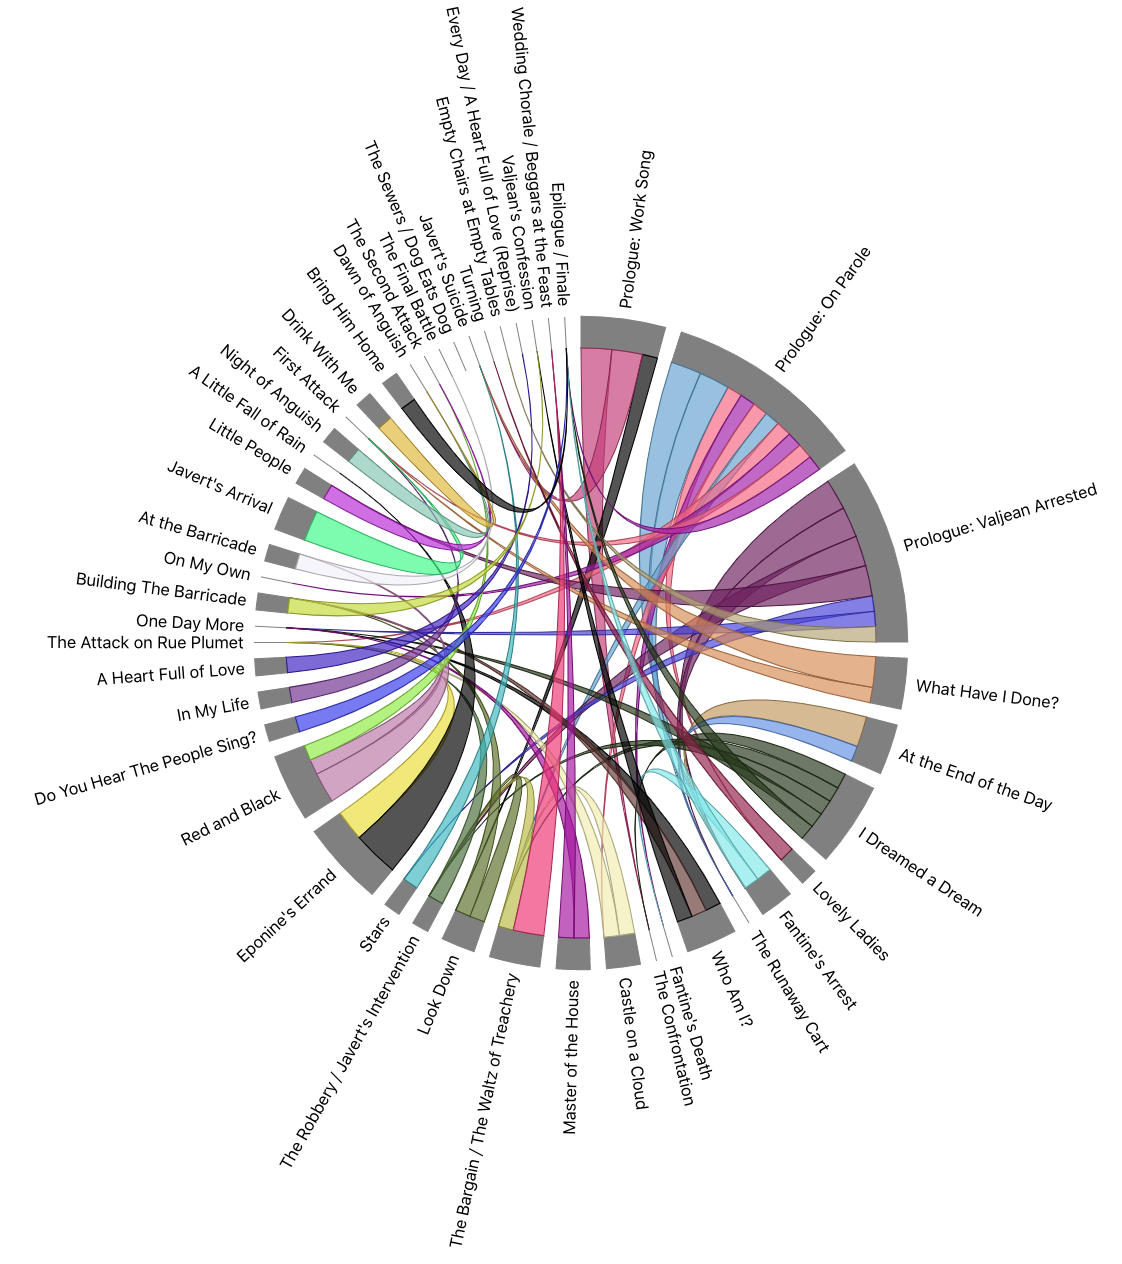 Prologue: Work Song
Prologue: On Parole
Prologue: Valjean Arrested
What Have I Done?
At the End of the Day
I Dreamed a Dream
Lovely Ladies
Fantine's Arrest
The Runaway Cart
Who Am I?
Fantine's Death
The Confrontation
Castle on a Cloud
Master of the House
The Bargain / The Waltz of Treachery
Look Down
The Robbery / Javert's Intervention
Stars
Eponine's Errand
Red and Black
Do You Hear The People Sing?
In My Life
A Heart Full of Love
The Attack on Rue Plumet
One Day More
Building The Barricade
On My Own
At the Barricade
Javert's Arrival
Little People
A Little Fall of Rain
Night of Anguish
First Attack
Drink With Me
Bring Him Home
Dawn of Anguish
The Second Attack
The Final Battle
The Sewers / Dog Eats Dog
Javert's Suicide
Turning
Empty Chairs at Empty Tables
Every Day / A Heart Full of Love (Reprise)
Valjean's Confession
Wedding Chorale / Beggars at the Feast
Epilogue / Finale